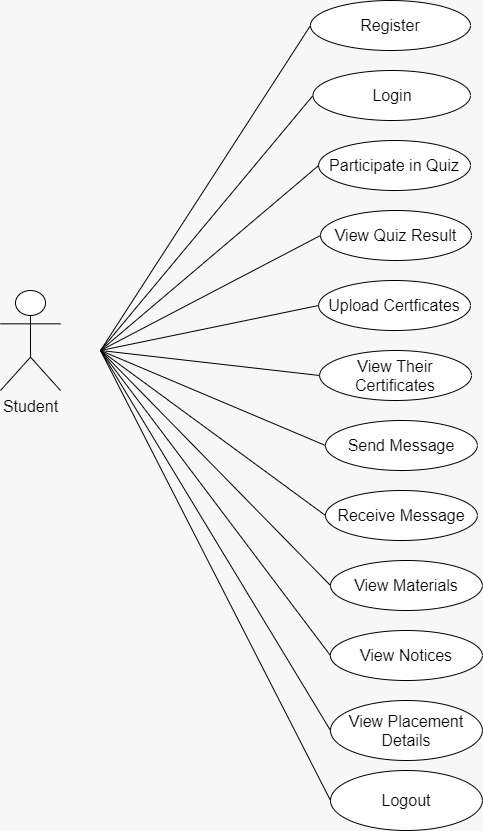 Register
Login
Participate in Quiz
View Quiz Result
Upload Certficates
View Their
Certificates
Student
Send Message
Receive Message
View Materials
View Notices
View Placement
Details
Logout